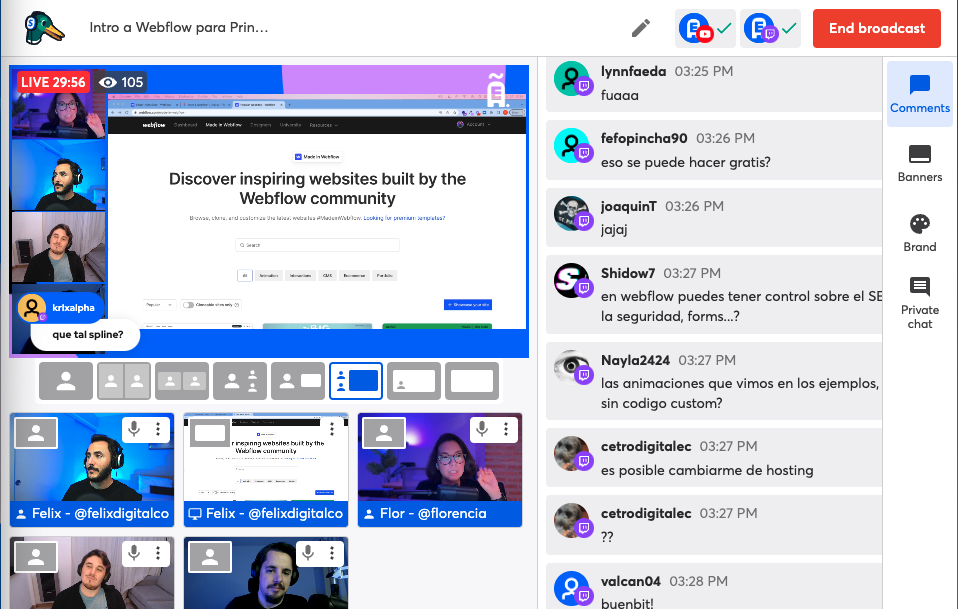 Intro a Webflow para Prin...
End broadcast
LIVE 29:56
105
webflow
Dashboard
Made in Webflow
Designers
University
Resources
Account
Made in Webflow
Discover inspiring websites built by the
Webflow community
Browse, clone, and customize the latest websites #MadeinWebflow. Looking for premium templates?
Search
All
Animation
Interactions
CMS
Ecommerce
Portfolio
Popular
Cloneable sites only
+ Showcase your site
krlxalpha
que tal spline?
Felix - @felixdigitalco
Felix - @felixdigitalco
Flor - @florencia
lynnfaeda 03:25 PM
fuaaa
fefopincha90 03:26 PM
eso se puede hacer gratis?
joaquinT 03:26 PM
jajaj
Shidow7 03:27 PM
en webflow puedes tener control sobre el SE
la seguridad, forms...?
Nayla2424 03:27 PM
las animaciones que vimos en los ejemplos,
sin codigo custom?
cetrodigitalec 03:27 PM
es posible cambiarme de hosting
cetrodigitalec 03:27 PM
??
valcan04 03:28 PM
buenbit!
Comments
Banners
Brand
Private
chat